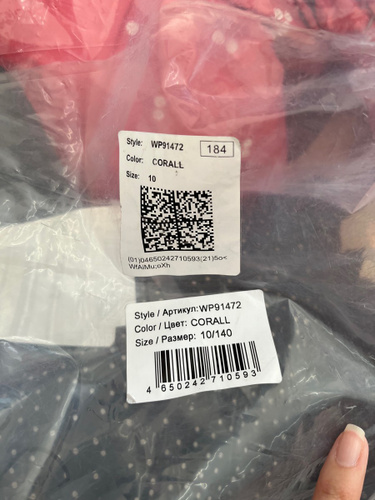 Style: WP91472 184
Color: CORALL
Size: 10
(01)04650242710593(21)5o<
WfAiMu;oXh
Style / Артикул:WP91472
Color / Цвет: CORALL
Size / Размер: 10/140
4 650242 710593